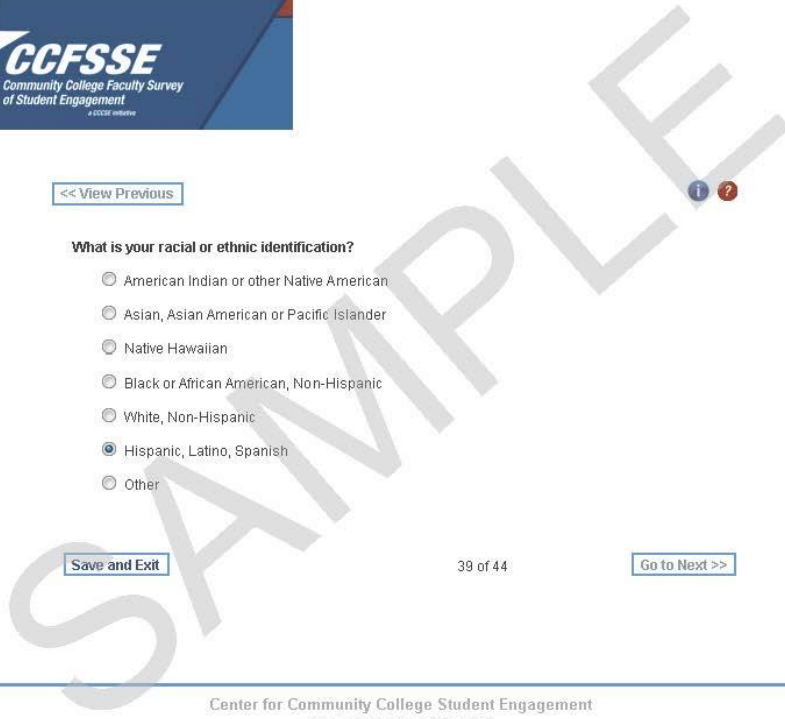 CCFSSE
Community College Faculty Survey
of Student Engagement
a CCCSE initiative
<< View Previous
i ?
What is your racial or ethnic identification?
American Indian or other Native American
Asian, Asian American or Pacific Islander
Native Hawaiian
Black or African American, Non-Hispanic
White, Non-Hispanic
Hispanic, Latino, Spanish
Other
Save and Exit
39 of 44
Go to Next >>
SAMPLE
Center for Community College Student Engagement